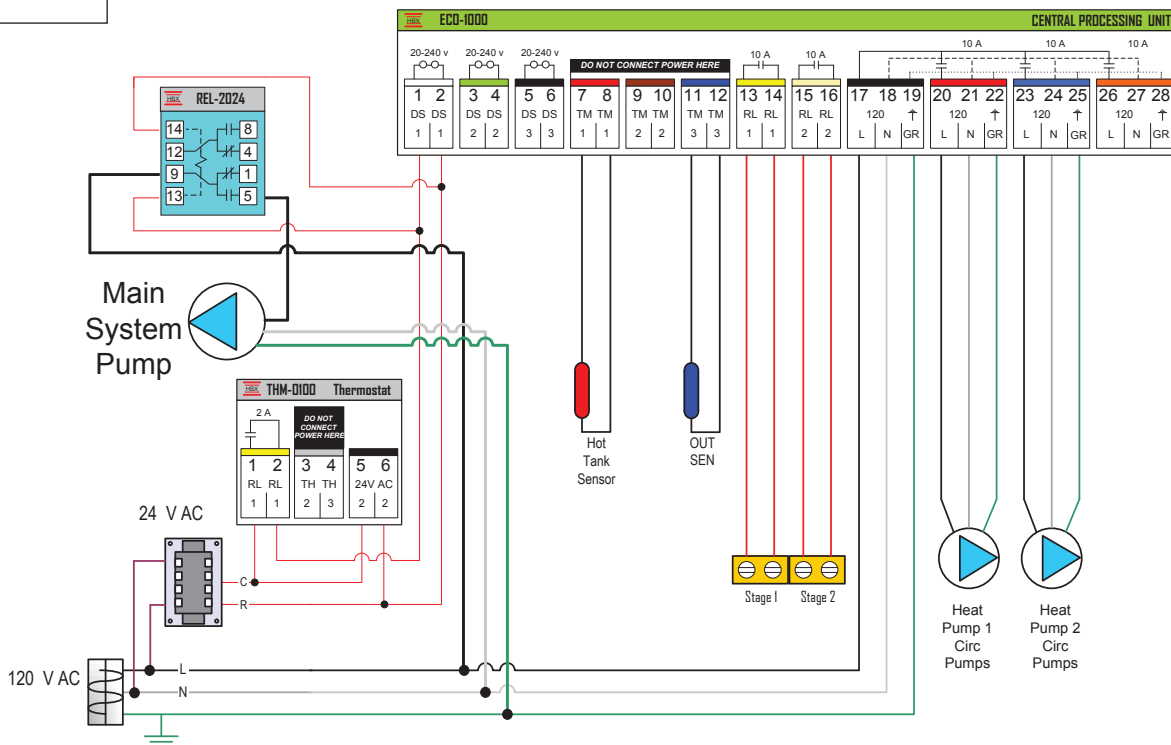 HBX ECO-1000 CENTRAL PROCESSING UNIT
20-240 v 20-240 v 20-240 v DO NOT CONNECT POWER HERE 10 A 10 A 10 A 10 A 10 A
1 2 3 4 5 6 7 8 9 10 11 12 13 14 15 16 17 18 19 20 21 22 23 24 25 26 27 28
DS DS DS DS DS DS TM TM TM TM TM TM RL RL RL RL 120 120 120 120
1 1 2 2 3 3 1 1 2 2 3 3 1 1 2 2 L N GR L N GR L N GR L N GR
HBX REL-2024
14 8
12 4
9 1
13 5
Main
System
Pump
HBX THM-0100 Thermostat
2 A DO NOT
CONNECT
POWER HERE
1 2 3 4 5 6
RL RL TH TH 24V AC
1 1 2 3 2 2
Hot
Tank
Sensor
OUT
SEN
24 V AC
C
R
Stage 1 Stage 2
Heat
Pump 1
Circ
Pumps
Heat
Pump 2
Circ
Pumps
120 V AC
L
N